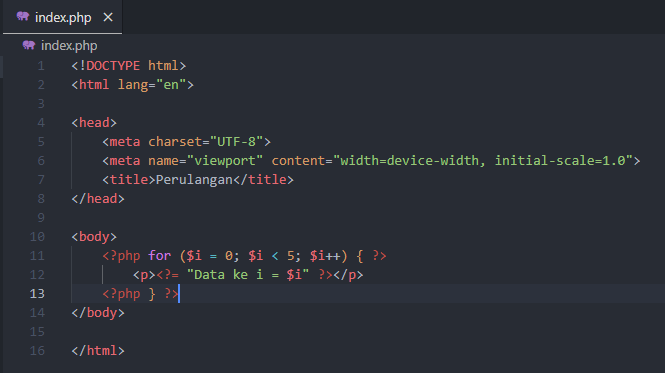 index.php ×
index.php
1 <!DOCTYPE html>
2 <html lang="en">
3
4 <head>
5     <meta charset="UTF-8">
6     <meta name="viewport" content="width=device-width, initial-scale=1.0">
7     <title>Perulangan</title>
8 </head>
9
10 <body>
11     <?php for ($i = 0; $i < 5; $i++) { ?>
12         <p><?= "Data ke i = $i" ?></p>
13     <?php } ?>
14 </body>
15
16 </html>